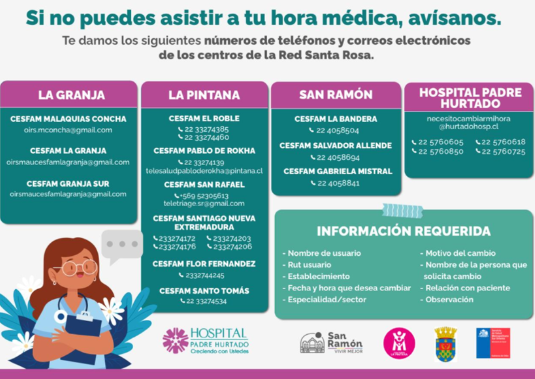 Si no puedes asistir a tu hora médica, avísanos.
Te damos los siguientes números de teléfonos y correos electrónicos
de los centros de la Red Santa Rosa.
LA GRANJA
CESFAM MALAQUIAS CONCHA
oirs.mconcha@gmail.com
CESFAM LA GRANJA
oirsmaucesfamlagranja@gmail.com
CESFAM GRANJA SUR
oirsmaucesfamlagranja@gmail.com
LA PINTANA
CESFAM EL ROBLE
22 33274385
22 33274460
CESFAM PABLO DE ROKHA
22 33274139
telesaludpabloderokha@pintana.cl
CESFAM SAN RAFAEL
+569 52305613
teletriage.sr@gmail.com
CESFAM SANTIAGO NUEVA
EXTREMADURA
233274172 233274203
233274176 233274206
CESFAM FLOR FERNANDEZ
2332744245
CESFAM SANTO TOMÁS
22 33274534
SAN RAMÓN
CESFAM LA BANDERA
22 4058504
CESFAM SALVADOR ALLENDE
22 4058694
CESFAM GABRIELA MISTRAL
22 4058841
HOSPITAL PADRE
HURTADO
necesitocambiarmihora
@hurtadohosp.cl
22 5760605 22 5760618
22 5760850 22 5760725
INFORMACIÓN REQUERIDA
- Nombre de usuario
- Rut usuario
- Establecimiento
- Fecha y hora que desea cambiar
- Especialidad/sector
- Motivo del cambio
- Nombre de la persona que
solicita cambio
- Relación con paciente
- Observación
HOSPITAL
PADRE HURTADO
Creciendo con Ustedes
San
Ramón
VIVIR MEJOR